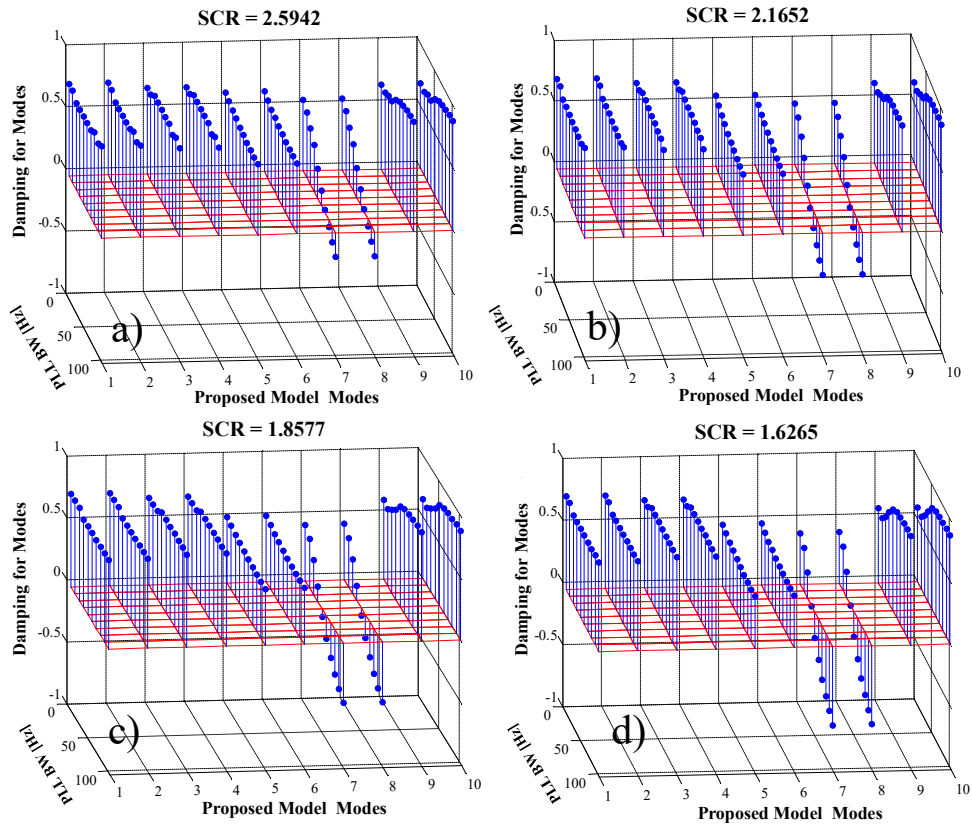 SCR = 2.5942
Damping for Modes
1
0.5
0
-0.5
-1
0
50
100
PLL BW [Hz]
a)
1 2 3 4 5 6 7 8 9 10
Proposed Model Modes
SCR = 2.1652
Damping for Modes
1
0.5
0
-0.5
-1
0
50
100
PLL BW [Hz]
b)
1 2 3 4 5 6 7 8 9 10
Proposed Model Modes
SCR = 1.8577
Damping for Modes
1
0.5
0
-0.5
-1
0
50
100
PLL BW [Hz]
c)
1 2 3 4 5 6 7 8 9 10
Proposed Model Modes
SCR = 1.6265
Damping for Modes
1
0.5
0
-0.5
-1
0
50
100
PLL BW [Hz]
d)
1 2 3 4 5 6 7 8 9 10
Proposed Model Modes